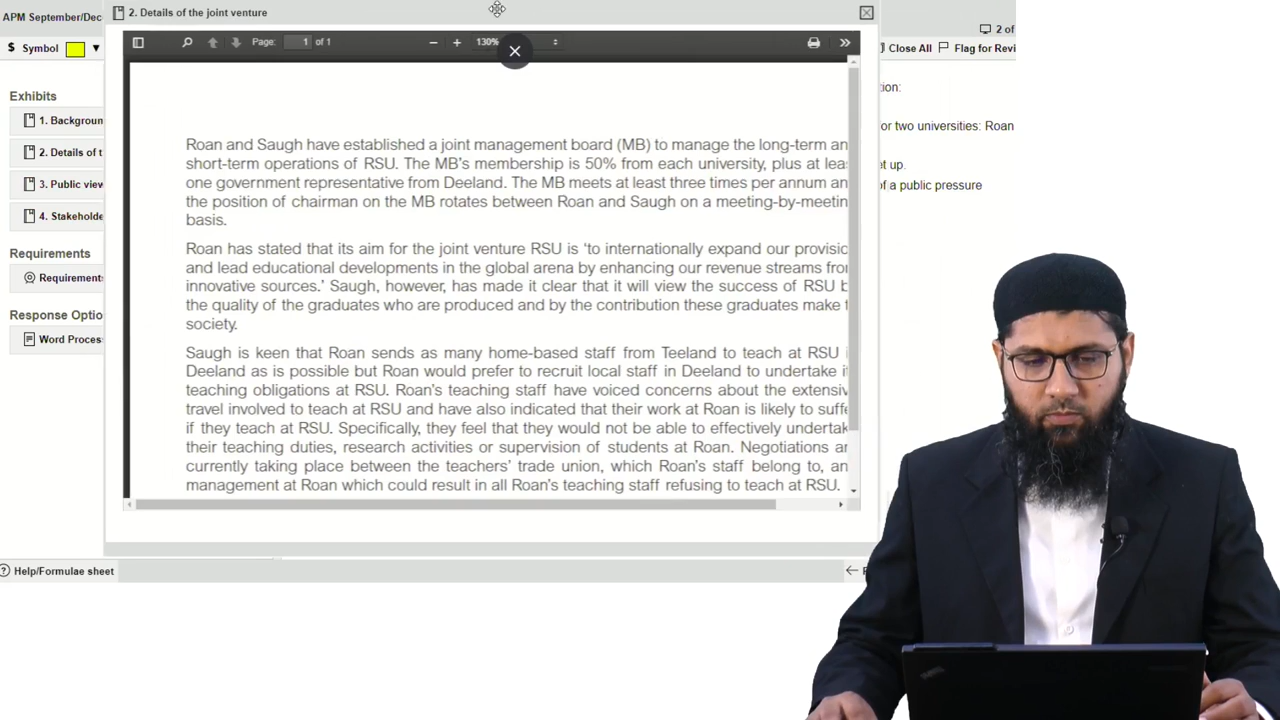 APM September/Dec
2. Details of the joint venture
2 of
$ Symbol
Page: 1 of 1
130%
Close All
Flag for Revi
Exhibits
1. Backgroun
2. Details of t
3. Public view
4. Stakeholde
Requirements
Requirements
Response Optio
Word Proces
Roan and Saugh have established a joint management board (MB) to manage the long-term an
short-term operations of RSU. The MB's membership is 50% from each university, plus at leas
one government representative from Deeland. The MB meets at least three times per annum an
the position of chairman on the MB rotates between Roan and Saugh on a meeting-by-meetin
basis.
Roan has stated that its aim for the joint venture RSU is 'to internationally expand our provisio
and lead educational developments in the global arena by enhancing our revenue streams fro
innovative sources.' Saugh, however, has made it clear that it will view the success of RSU b
the quality of the graduates who are produced and by the contribution these graduates make t
society.
Saugh is keen that Roan sends as many home-based staff from Teeland to teach at RSU i
Deeland as is possible but Roan would prefer to recruit local staff in Deeland to undertake it
teaching obligations at RSU. Roan's teaching staff have voiced concerns about the extensiv
travel involved to teach at RSU and have also indicated that their work at Roan is likely to suffe
if they teach at RSU. Specifically, they feel that they would not be able to effectively undertak
their teaching duties, research activities or supervision of students at Roan. Negotiations ar
currently taking place between the teachers' trade union, which Roan's staff belong to, an
management at Roan which could result in all Roan's teaching staff refusing to teach at RSU.
tion:
or two universities: Roan
et up.
of a public pressure
Help/Formulae sheet